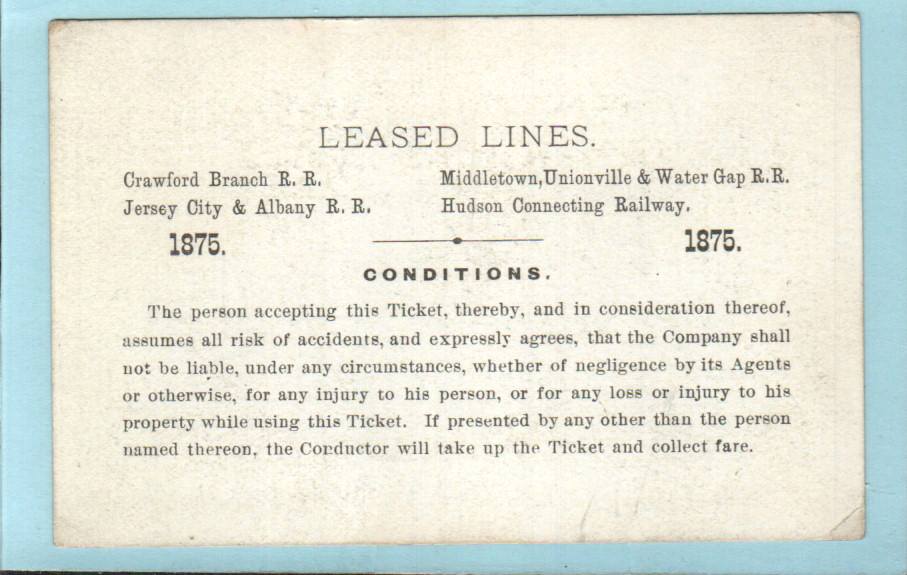 LEASED LINES.
Crawford Branch R. R. Middletown, Unionville & Water Gap R.R.
Jersey City & Albany R. R. Hudson Connecting Railway.
1875. 1875.
CONDITIONS.
The person accepting this Ticket, thereby, and in consideration thereof,
assumes all risk of accidents, and expressly agrees, that the Company shall
not be liable, under any circumstances, whether of negligence by its Agents
or otherwise, for any injury to his person, or for any loss or injury to his
property while using this Ticket. If presented by any other than the person
named thereon, the Conductor will take up the Ticket and collect fare.